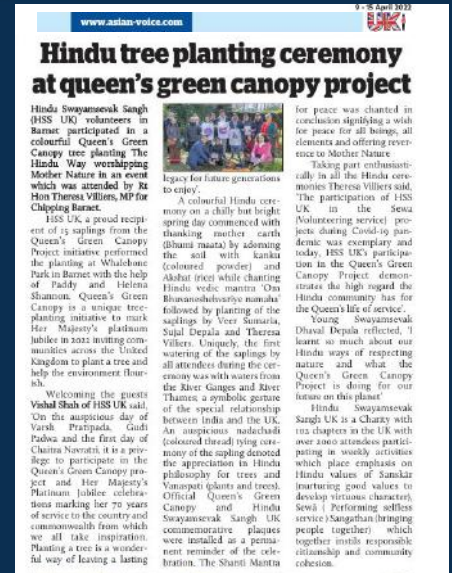 www.asian-voice.com
9 - 15 April 2022
UK
Hindu tree planting ceremony
at queen's green canopy project
Hindu Swayamsevak Sangh
(HSS UK) volunteers in
Barnet participated in a
colourful Queen's Green
Canopy tree planting The
Hindu Way worshipping
Mother Nature in an event
which was attended by Rt
Hon Theresa Villiers, MP for
Chipping Barnet.
HSS UK, a proud recipi-
ent of 15 saplings from the
Queen's Green Canopy
Project initiative performed
the planting at Whalebone
Park in Barnet with the help
of Paddy and Helena
Shannon. Queen's Green
Canopy is a unique tree-
planting initiative to mark
Her Majesty's platinum
Jubilee in 2022 inviting com-
munities across the United
Kingdom to plant a tree and
help the environment flour-
ish.
Welcoming the guests
Vishal Shah of HSS UK said,
'On the auspicious day of
Varsh Pratipada, Gudi
Padwa and the first day of
Chaitra Navratri, it is a privi-
lege to participate in the
Queen's Green Canopy pro-
ject and Her Majesty's
Platinum Jubilee celebra-
tions marking her 70 years
of service to the country and
commonwealth from which
we all take inspiration.
Planting a tree is a wonder-
ful way of leaving a lasting
legacy for future generations
to enjoy'.
A colourful Hindu cere-
mony on a chilly but bright
spring day commenced with
thanking mother earth
(Bhumi maata) by adorning
the soil with kanku
(coloured powder) and
Akshat (rice) while chanting
Hindu vedic mantra 'Om
Bhuvaneshwariye namaha'
followed by planting of the
saplings by Veer Sumaria,
Sujal Depala and Theresa
Villiers. Uniquely, the first
watering of the saplings by
all attendees during the cer-
emony was with waters from
the River Ganges and River
Thames; a symbolic gesture
of the special relationship
between India and the UK.
An auspicious nadachadi
(coloured thread) tying cere-
mony of the sapling denoted
the appreciation in Hindu
philosophy for trees and
Vanaspati (plants and trees).
Official Queen's Green
Canopy and Hindu
Swayamsevak Sangh UK
commemorative plaques
were installed as a perma-
nent reminder of the cele-
bration. The Shanti Mantra
for peace was chanted in
conclusion signifying a wish
for peace for all beings, all
elements and offering rever-
ence to Mother Nature
Taking part enthusiasti-
cally in all the Hindu cere-
monies Theresa Villiers said,
'The participation of HSS
UK in the Sewa
(Volunteering service) pro-
jects during Covid-19 pan-
demic was exemplary and
today, HSS UK's participa-
tion in the Queen's Green
Canopy Project demon-
strates the high regard the
Hindu community has for
the Queen's life of service'.
Young Swayamsevak
Dhaval Depala reflected, 'I
learnt so much about our
Hindu ways of respecting
nature and what the
Queen's Green Canopy
Project is doing for our
future on this planet'
Hindu Swayamsevak
Sangh UK is a Charity with
102 chapters in the UK with
over 2000 attendees partici-
pating in weekly activities
which place emphasis on
Hindu values of Sanskár
(nurturing good values to
develop virtuous character),
Sewá ( Performing selfless
service) Sangathan (bringing
people together) which
together instils responsible
citizenship and community
cohesion.